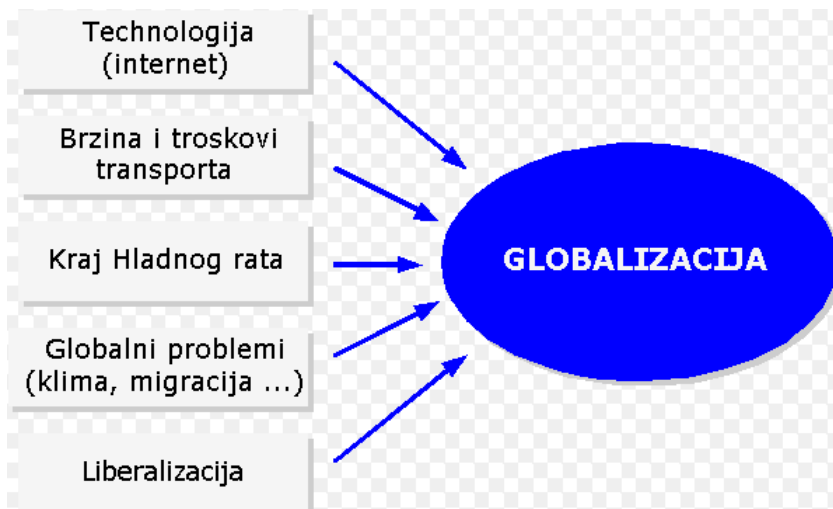 Technologija
(internet)
Brzina i troskovi
transporta
Kraj Hladnog rata
Globalni problemi
(klima, migracija ...)
Liberalizacija
GLOBALIZACIJA